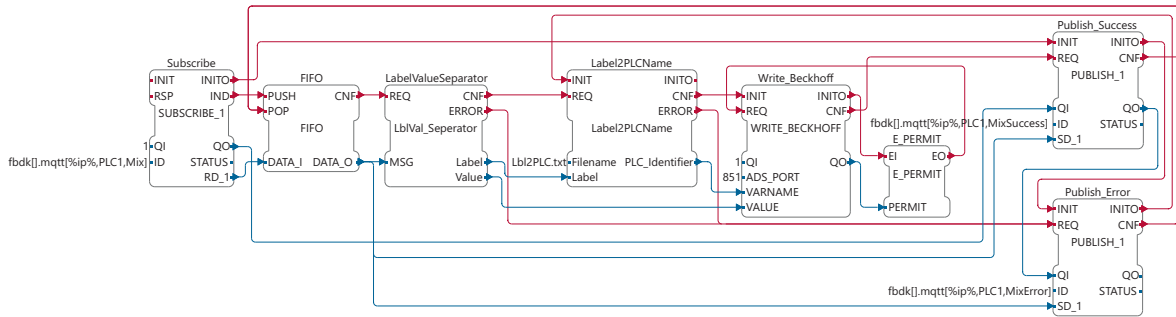 Subscribe
INIT INITO
RSP IND
SUBSCRIBE_1
1 QI QO
fbdk[].mqtt[%ip%,PLC1,Mix] ID STATUS
RD_1
FIFO
PUSH CNF
POP
FIFO
DATA_I DATA_O
LabelValueSeparator
REQ CNF
ERROR
LblVal_Seperator
MSG Label
Value
Label2PLCName
INIT INITO
REQ CNF
ERROR
Label2PLCName
Lbl2PLC.txt Filename PLC_Identifier
Label
Write_Beckhoff
INIT INITO
REQ CNF
WRITE_BECKHOFF
1 QI QO
851 ADS_PORT
VARNAME
VALUE
E_PERMIT
EI EO
E_PERMIT
PERMIT
Publish_Success
INIT INITO
REQ CNF
PUBLISH_1
QI QO
fbdk[].mqtt[%ip%,PLC1,MixSuccess] ID STATUS
SD_1
Publish_Error
INIT INITO
REQ CNF
PUBLISH_1
QI QO
fbdk[].mqtt[%ip%,PLC1,MixError] ID STATUS
SD_1